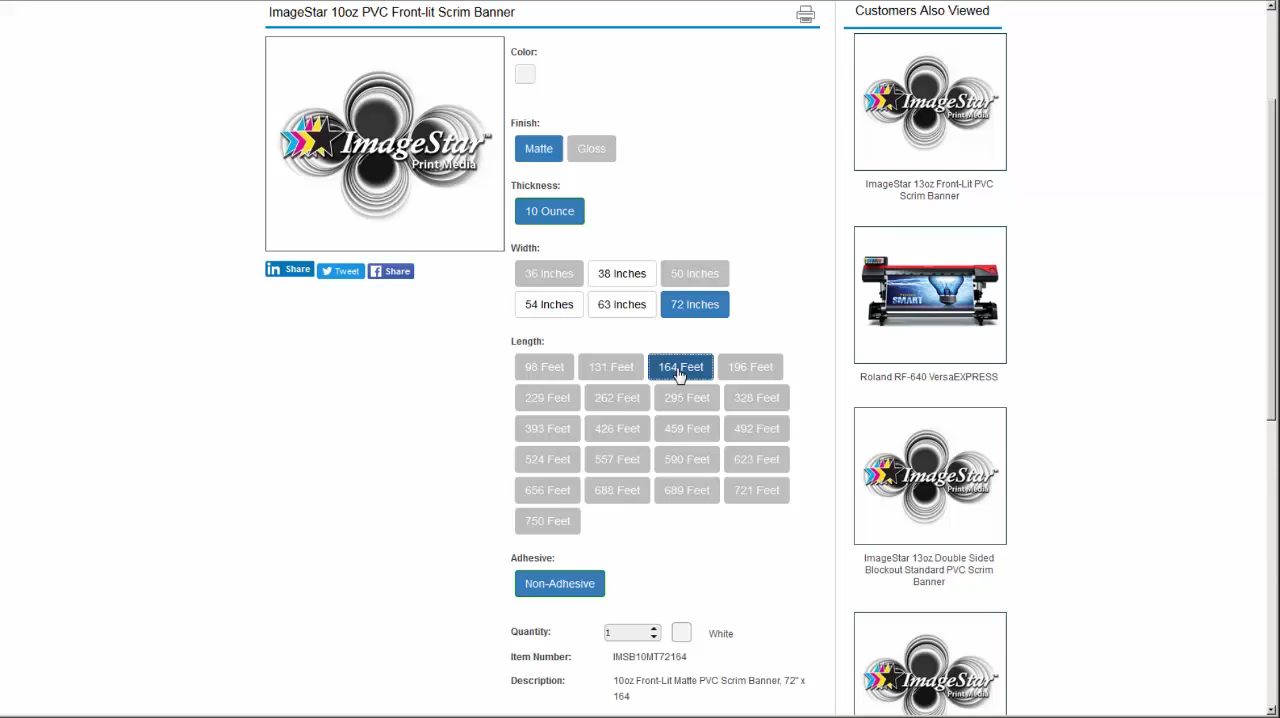 ImageStar 10oz PVC Front-lit Scrim Banner
ImageStar™
Print Media
Share
Tweet
Share
Color:
Finish:
Matte
Gloss
Thickness:
10 Ounce
Width:
36 Inches
38 Inches
50 Inches
54 Inches
63 Inches
72 Inches
Length:
98 Feet
131 Feet
164 Feet
196 Feet
229 Feet
262 Feet
295 Feet
328 Feet
393 Feet
426 Feet
459 Feet
492 Feet
524 Feet
557 Feet
590 Feet
623 Feet
656 Feet
688 Feet
689 Feet
721 Feet
750 Feet
Adhesive:
Non-Adhesive
Quantity:
1
White
Item Number:
IMSB10MT72164
Description:
10oz Front-Lit Matte PVC Scrim Banner, 72" x
164
Customers Also Viewed
ImageStar
Print Media
ImageStar 13oz Front-Lit PVC
Scrim Banner
SMART
Roland RF-640 VersaEXPRESS
ImageStar
Print Media
ImageStar 13oz Double Sided
Blockout Standard PVC Scrim
Banner
ImageStar
Print Media